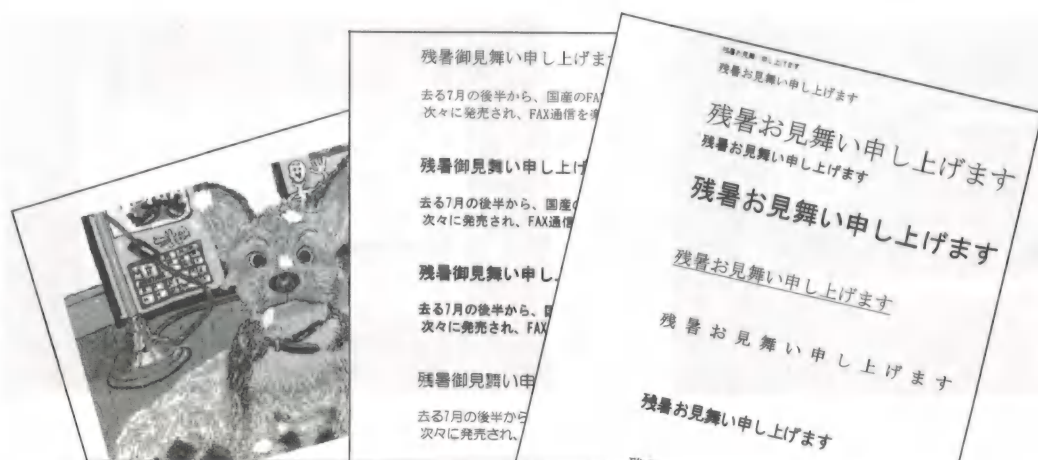 残暑御見舞い申し上げま
去る7月の後半から、国産のFA
次々に発売され、FAX通信を
残暑御見舞い申し上げ
去る7月の後半から、国産
次々に発売され、FAX通信
残暑御見舞い申し
去る7月の後半から、国
次々に発売され、FAX
残暑御見舞い申
去る7月の後半から
次々に発売され、
残暑お見舞 申し上げます
残暑お見舞い申し上げます
残暑お見舞い申し上げます
残暑お見舞い申し上げます
残暑お見舞い申し上げます
残暑お見舞い申し上げます
残暑お見舞い申し上げます
残暑お見舞い申し上げます